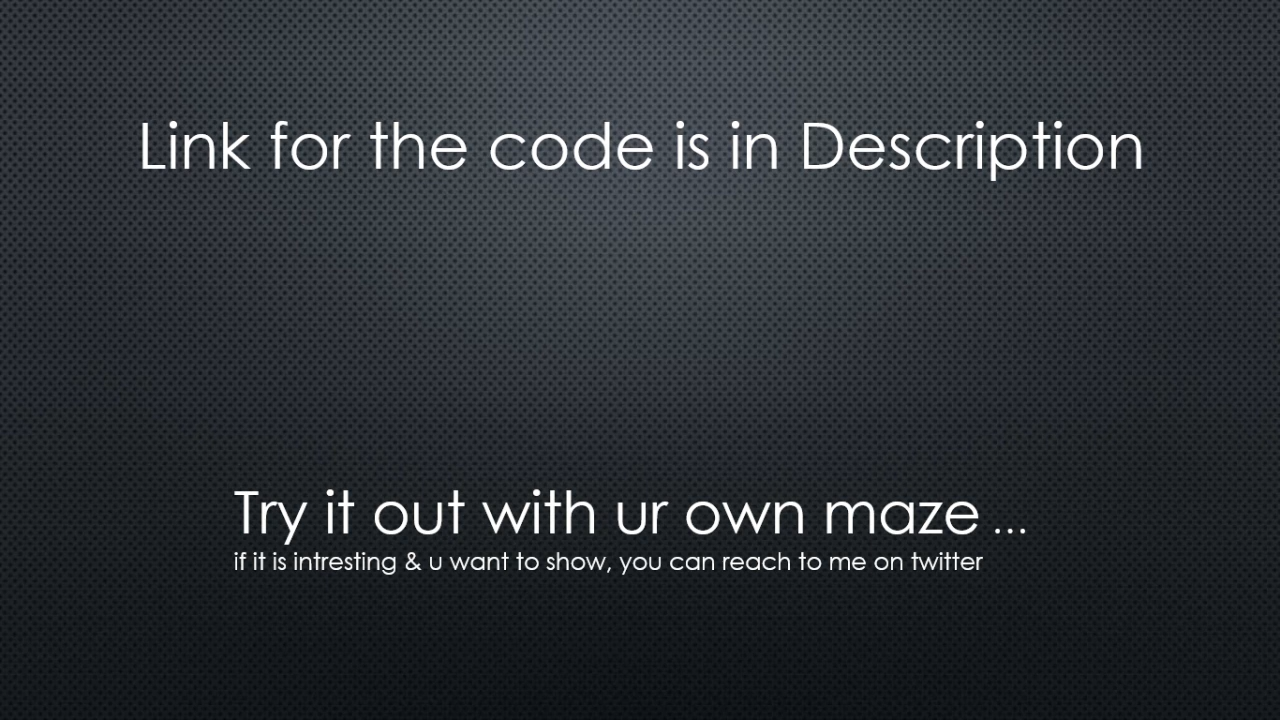 Link for the code is in Description
Try it out with ur own maze ...
if it is intresting & u want to show, you can reach to me on twitter